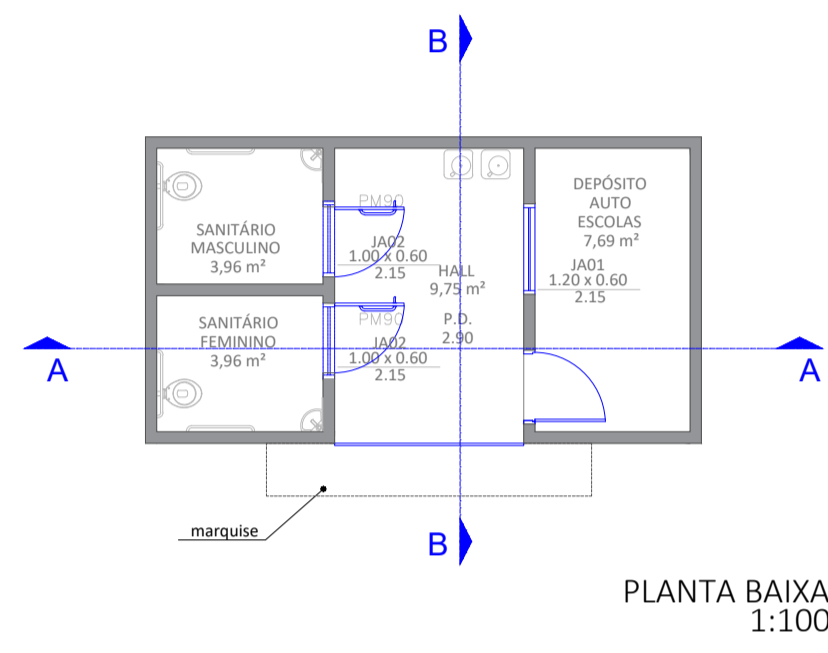 B
DEPÓSITO
AUTO
ESCOLAS
7,69 m²
PM90
SANITÁRIO
MASCULINO
3,96 m²
JA02
1.00 x 0.60
2.15
HALL
9,75 m²
JA01
1.20 x 0.60
2.15
SANITÁRIO
FEMININO
3,96 m²
PM90
P.D.
2.90
JA02
1.00 x 0.60
2.15
A
A
marquise
B
PLANTA BAIXA
1:100